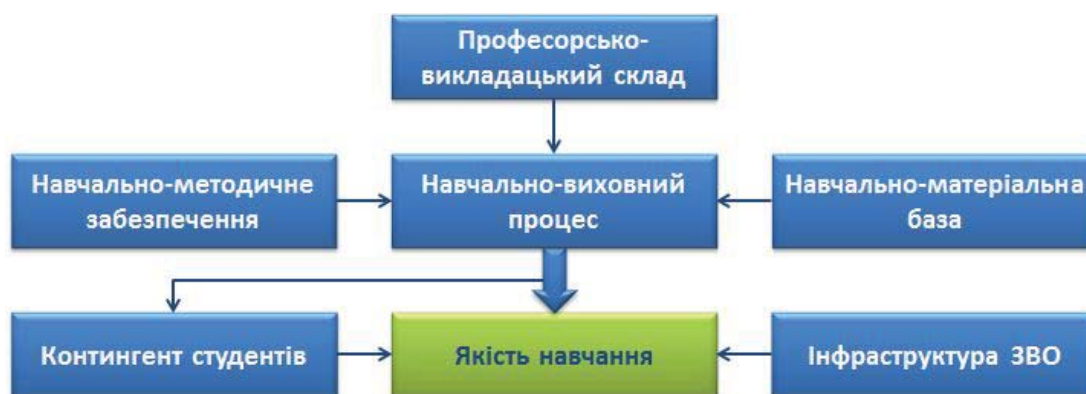 Професорсько-
викладацький склад
Навчально-методичне
забезпечення
Навчально-виховний
процес
Навчально-матеріальна
база
Контингент студентів
Якість навчання
Інфраструктура ЗВО